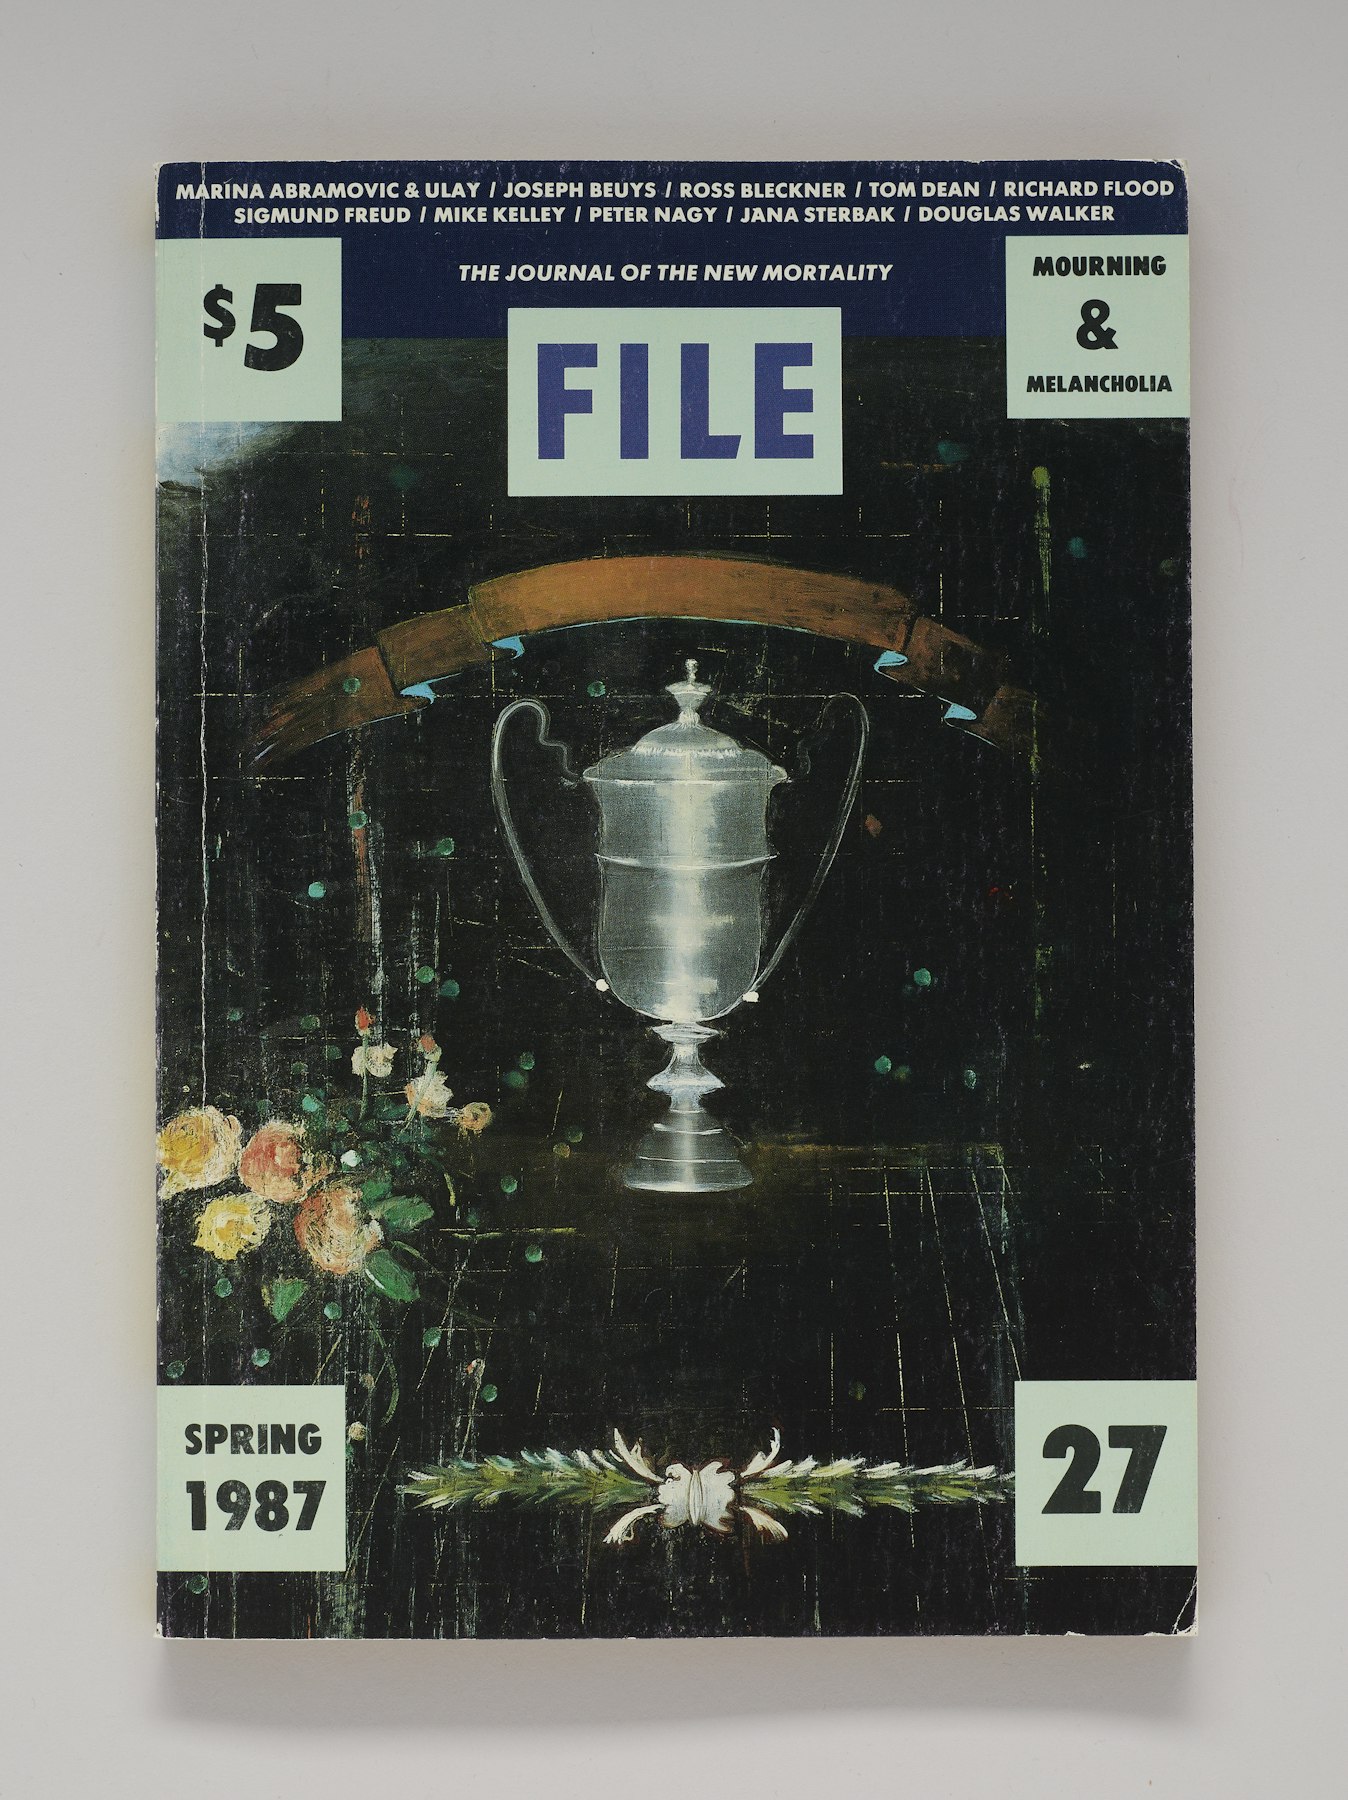 MARINA ABRAMOVIC & ULAY / JOSEPH BEUYS / ROSS BLECKNER / TOM DEAN / RICHARD FLOOD
SIGMUND FREUD / MIKE KELLEY / PETER NAGY / JANA STERBAK / DOUGLAS WALKER
THE JOURNAL OF THE NEW MORTALITY
$5
FILE
MOURNING
&
MELANCHOLIA
SPRING
1987
27